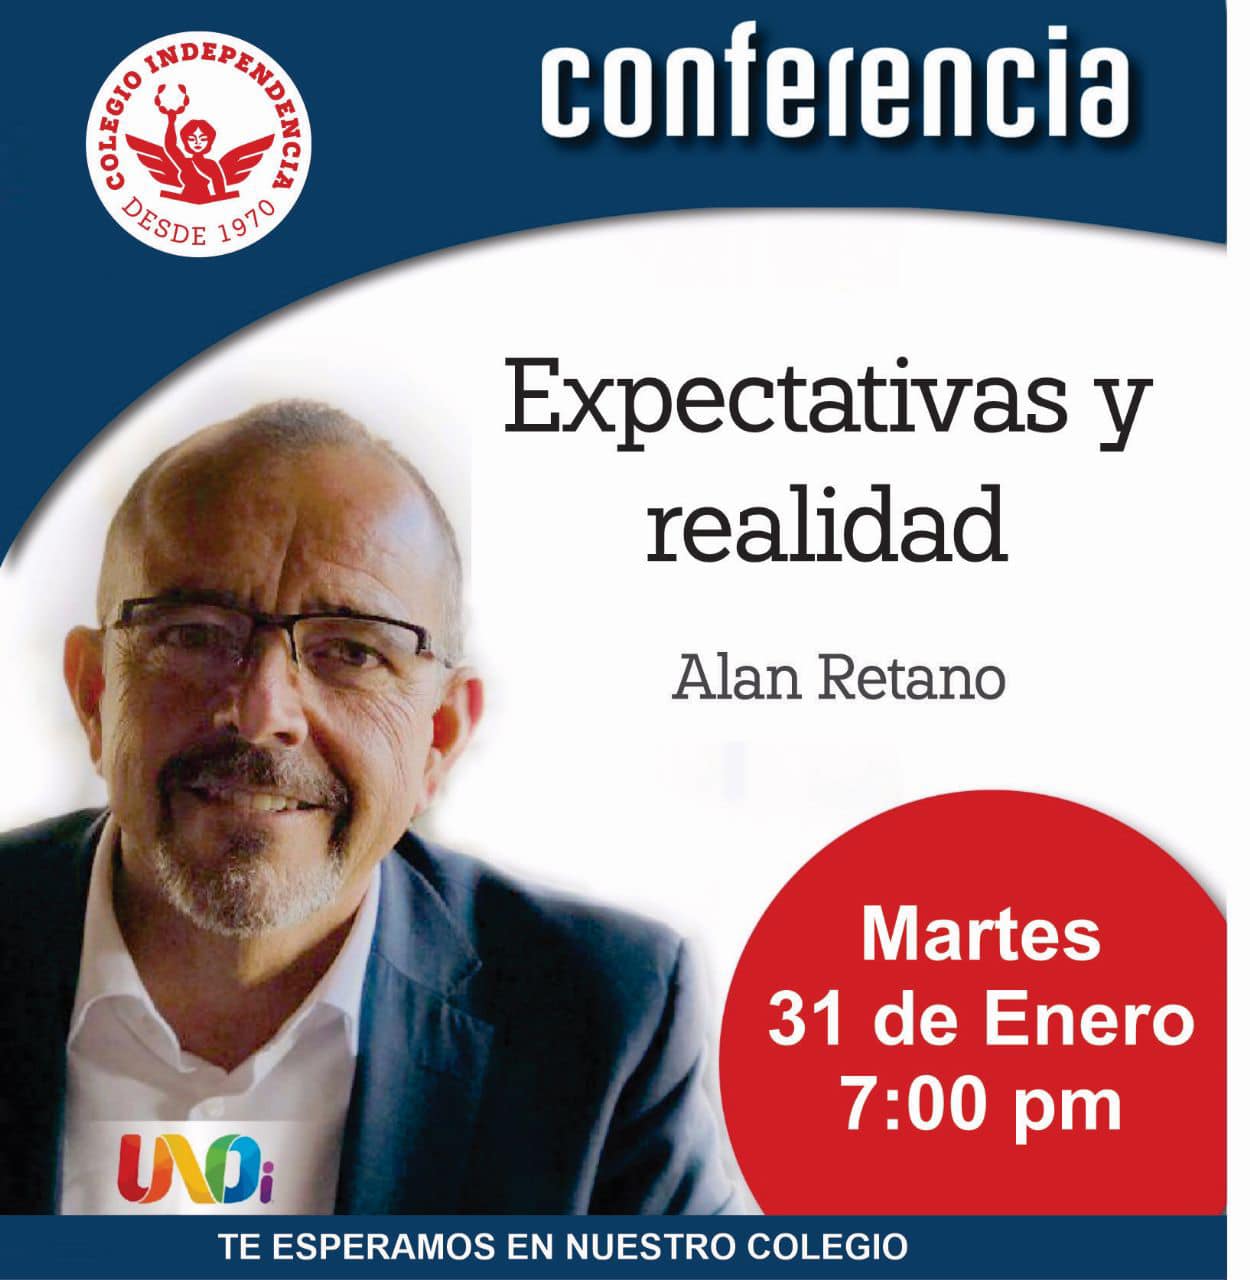 COLEGIO INDEPENDENCIA
DESDE 1970
conferencia
Expectativas y
realidad
Alan Retano
Martes
31 de Enero
7:00 pm
UNOi
TE ESPERAMOS EN NUESTRO COLEGIO